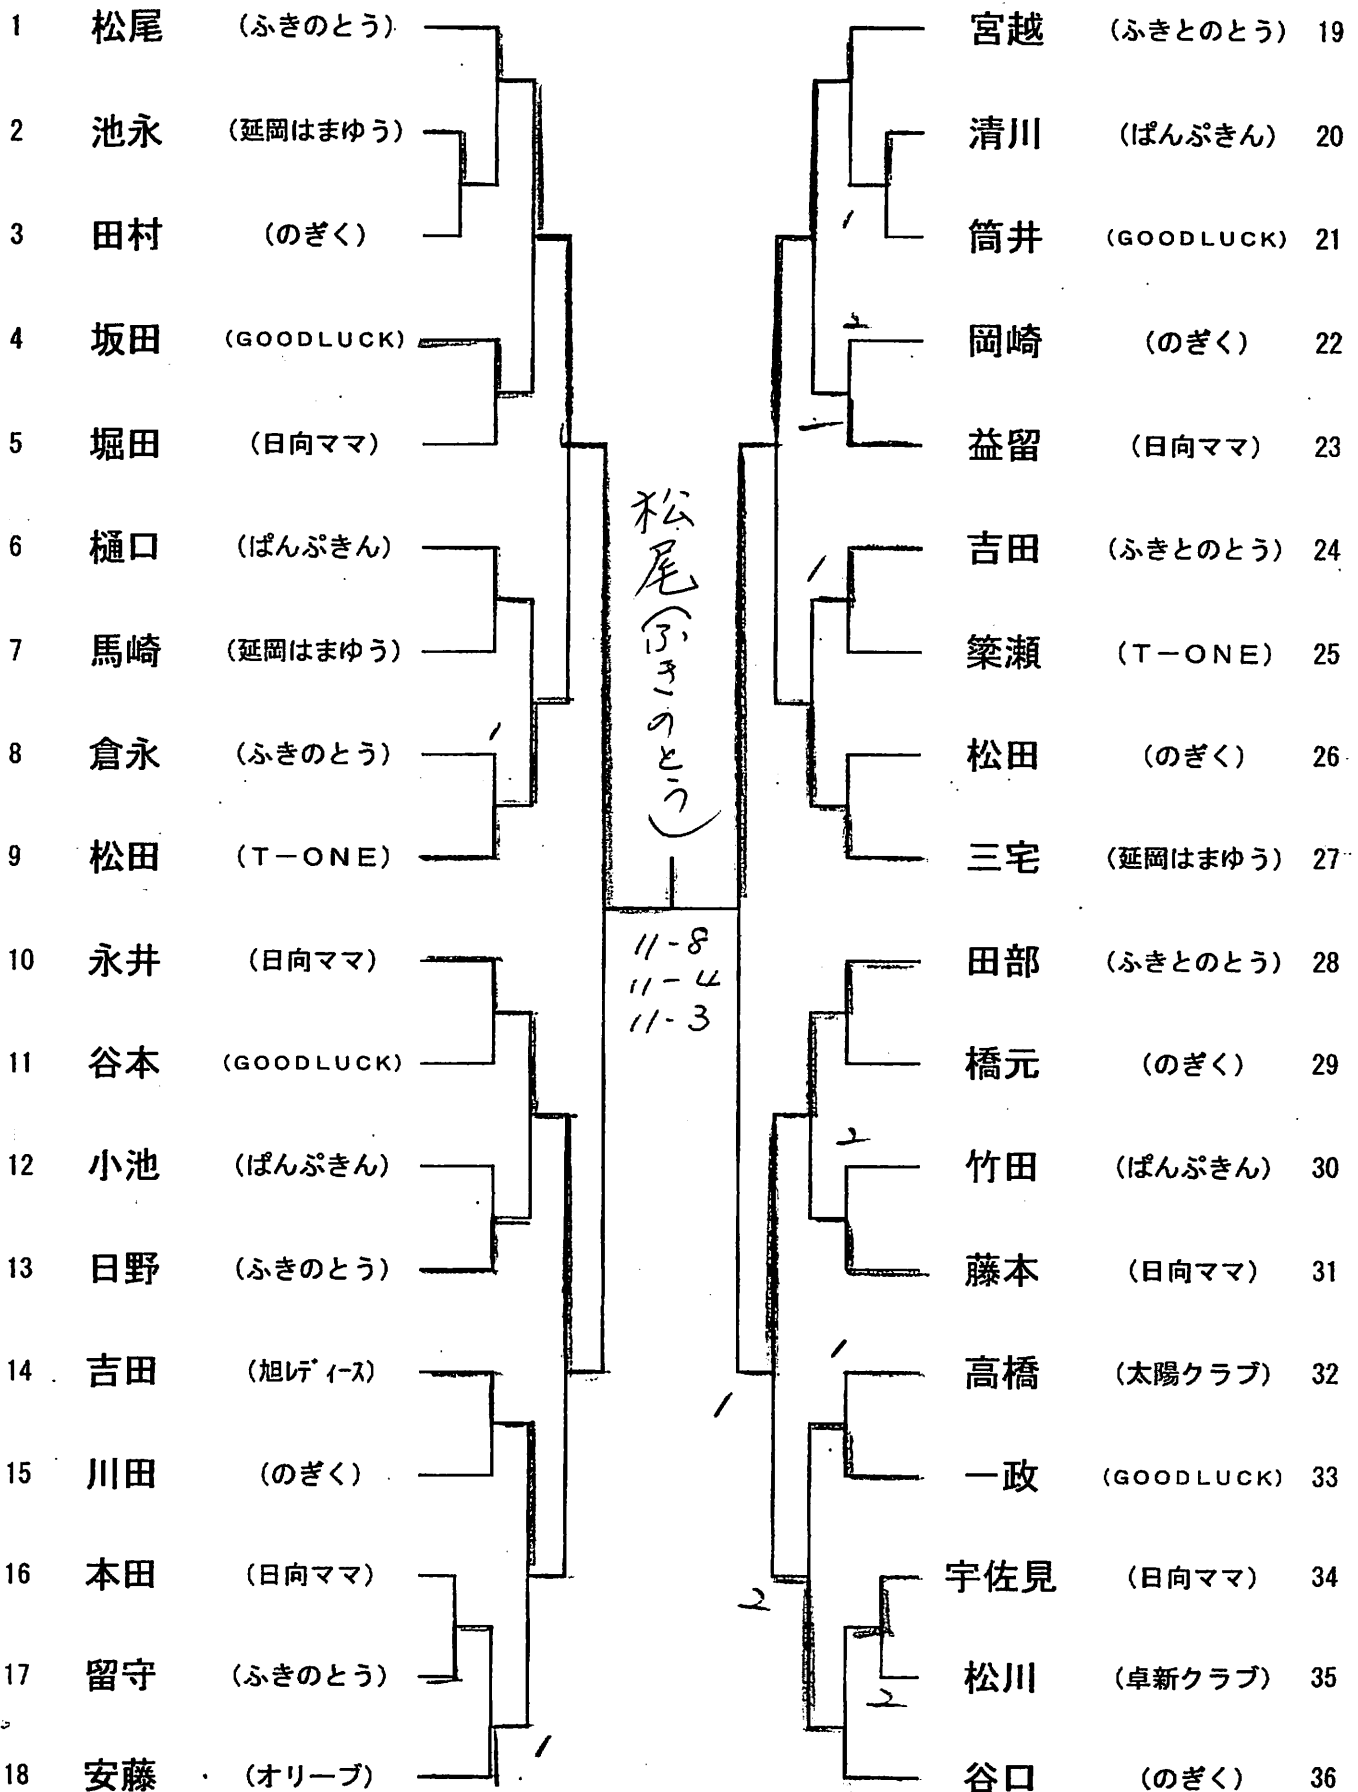 1 松尾 (ふきのとう)
2 池永 (延岡はまゆう)
3 田村 (のぎく)
4 坂田 (GOODLUCK)
5 堀田 (日向ママ)
6 樋口 (ぱんぷきん)
7 馬崎 (延岡はまゆう)
1
8 倉永 (ふきのとう)
9 松田 (T-ONE)
10 永井 (日向ママ)
11 谷本 (GOODLUCK)
12 小池 (ぱんぷきん)
13 日野 (ふきのとう)
14 吉田 (旭レディース)
15 川田 (のぎく)
16 本田 (日向ママ)
17 留守 (ふきのとう)
1
18 安藤 (オリーブ)
松尾(ふきのとう)
11-8
11-4
11-3
宮越 (ふきとのとう) 19
清川 (ぱんぷきん) 20
1
筒井 (GOODLUCK) 21
2
岡崎 (のぎく) 22
1
益留 (日向ママ) 23
1
吉田 (ふきとのとう) 24
簗瀬 (T-ONE) 25
松田 (のぎく) 26
三宅 (延岡はまゆう) 27
田部 (ふきとのとう) 28
橋元 (のぎく) 29
2
竹田 (ぱんぷきん) 30
藤本 (日向ママ) 31
1
高橋 (太陽クラブ) 32
1
一政 (GOODLUCK) 33
2
宇佐見 (日向ママ) 34
松川 (卓新クラブ) 35
2
谷口 (のぎく) 36